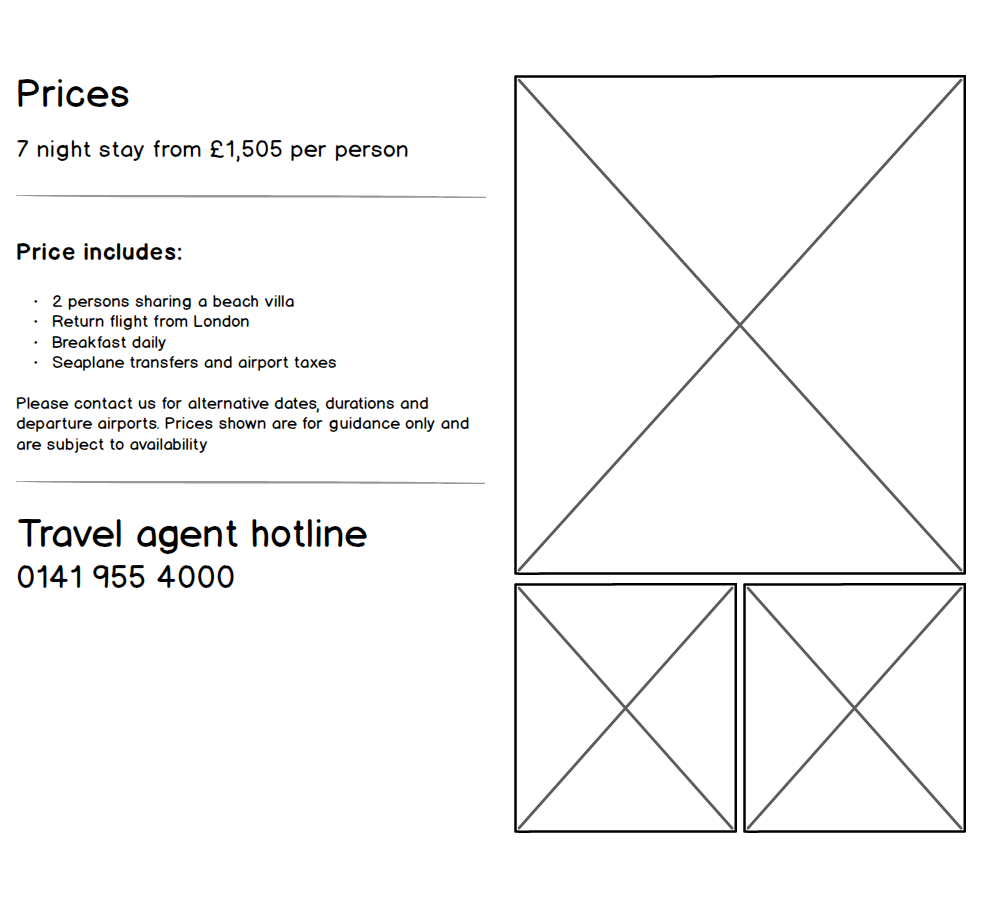 Prices
7 night stay from £1,505 per person
Price includes:
· 2 persons sharing a beach villa
· Return flight from London
· Breakfast daily
· Seaplane transfers and airport taxes
Please contact us for alternative dates, durations and
departure airports. Prices shown are for guidance only and
are subject to availability
Travel agent hotline
0141 955 4000